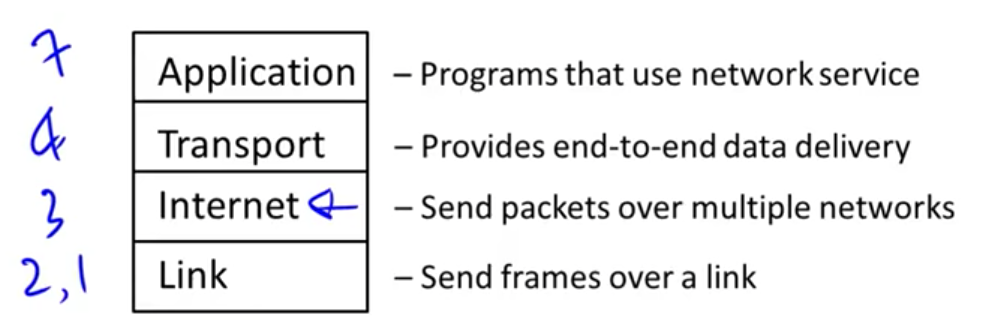 7 Application – Programs that use network service
4 Transport – Provides end-to-end data delivery
3 Internet – Send packets over multiple networks
2,1 Link – Send frames over a link